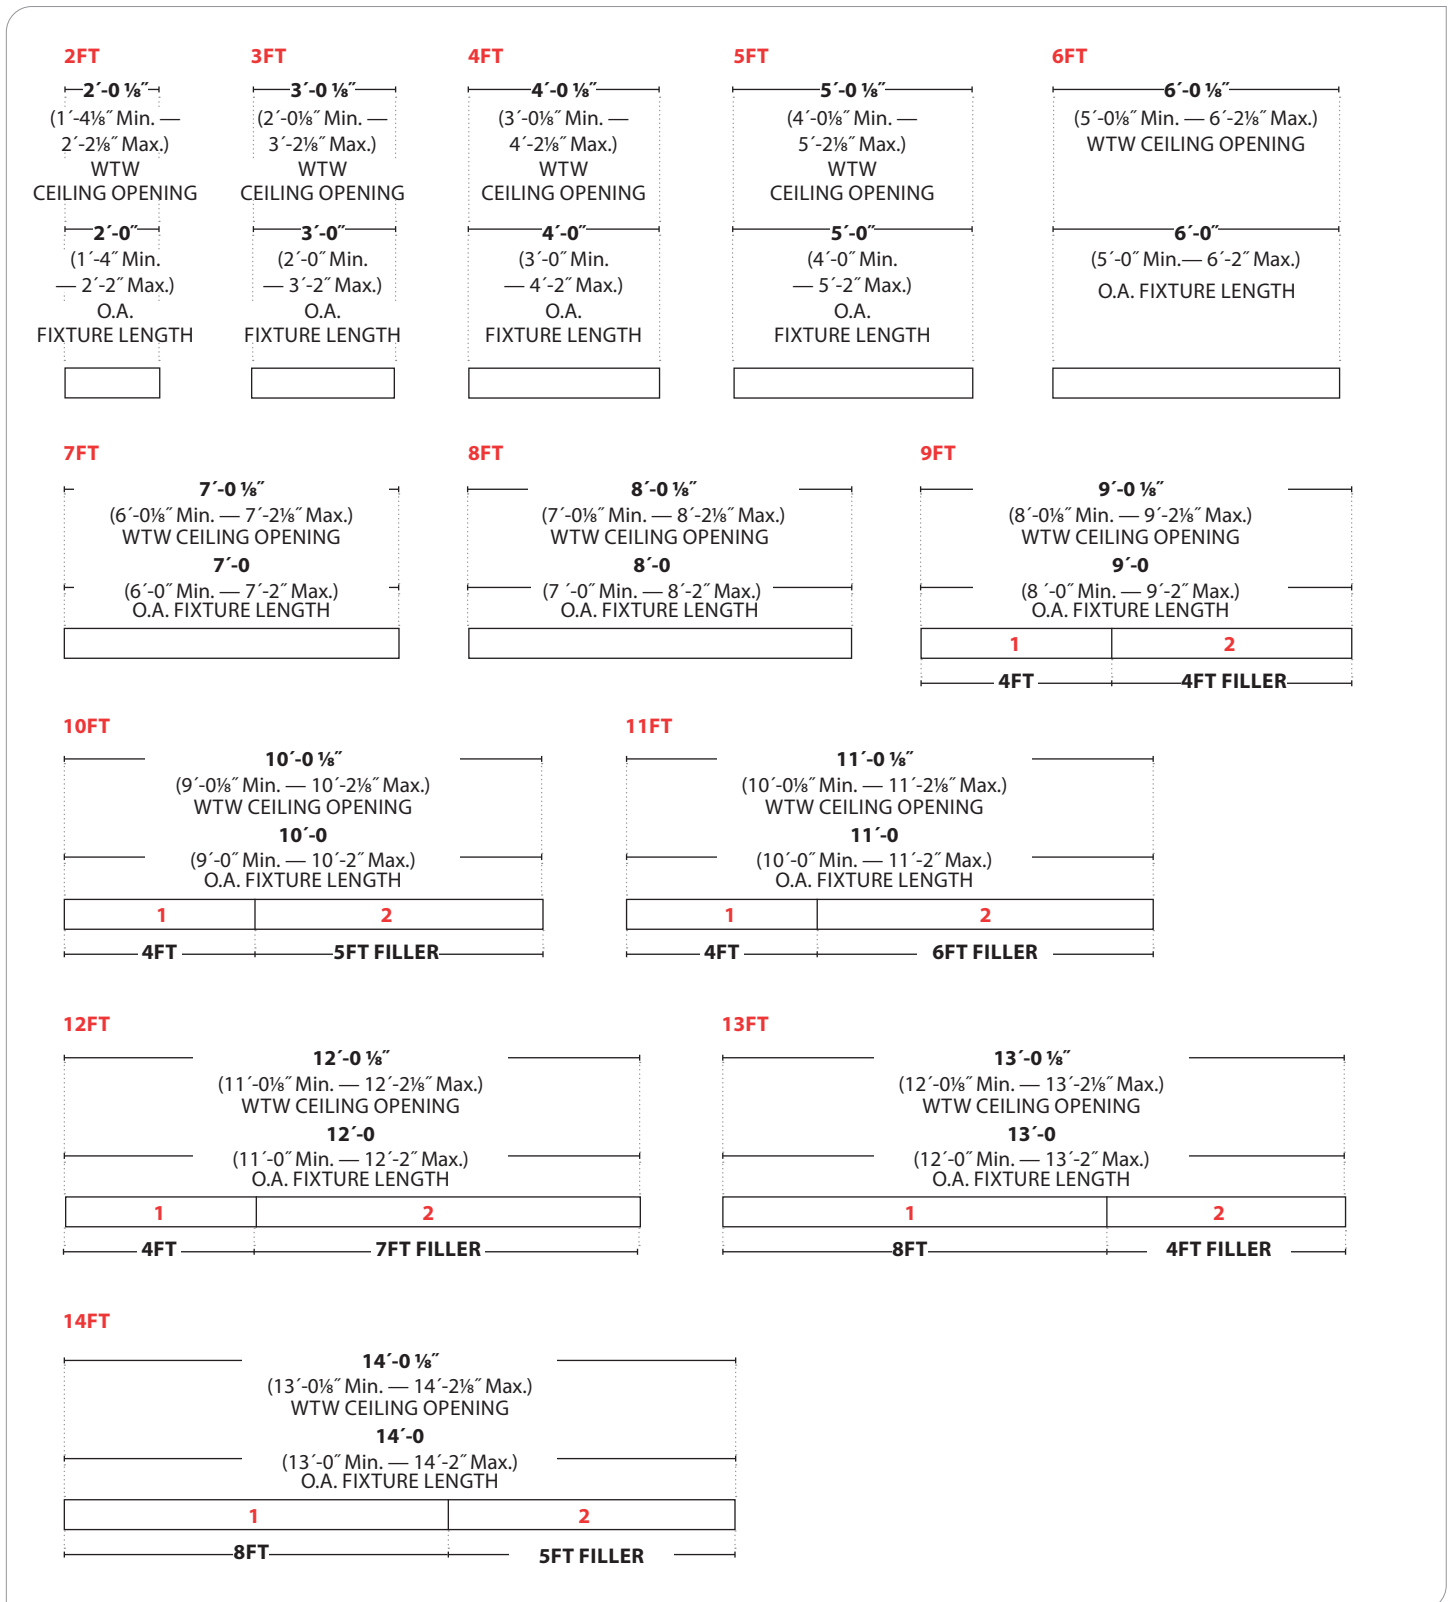 2FT
2´-0 ⅛˝
(1´-4⅛˝ Min. —
2´-2⅛˝ Max.)
WTW
CEILING OPENING
2´-0˝
(1´-4˝ Min.
— 2´-2˝ Max.)
O.A.
FIXTURE LENGTH
3FT
3´-0 ⅛˝
(2´-0⅛˝ Min. —
3´-2⅛˝ Max.)
WTW
CEILING OPENING
3´-0˝
(2´-0˝ Min.
— 3´-2˝ Max.)
O.A.
FIXTURE LENGTH
4FT
4´-0 ⅛˝
(3´-0⅛˝ Min. —
4´-2⅛˝ Max.)
WTW
CEILING OPENING
4´-0˝
(3´-0˝ Min.
— 4´-2˝ Max.)
O.A.
FIXTURE LENGTH
5FT
5´-0 ⅛˝
(4´-0⅛˝ Min. —
5´-2⅛˝ Max.)
WTW
CEILING OPENING
5´-0˝
(4´-0˝ Min.
— 5´-2˝ Max.)
O.A.
FIXTURE LENGTH
6FT
6´-0 ⅛˝
(5´-0⅛˝ Min. — 6´-2⅛˝ Max.)
WTW CEILING OPENING
6´-0˝
(5´-0˝ Min.— 6´-2˝ Max.)
O.A. FIXTURE LENGTH
7FT
7´-0 ⅛˝
(6´-0⅛˝ Min. — 7´-2⅛˝ Max.)
WTW CEILING OPENING
7´-0
(6´-0˝ Min. — 7´-2˝ Max.)
O.A. FIXTURE LENGTH
8FT
8´-0 ⅛˝
(7´-0⅛˝ Min. — 8´-2⅛˝ Max.)
WTW CEILING OPENING
8´-0
(7 ´-0˝ Min. — 8´-2˝ Max.)
O.A. FIXTURE LENGTH
9FT
9´-0 ⅛˝
(8´-0⅛˝ Min. — 9´-2⅛˝ Max.)
WTW CEILING OPENING
9´-0
(8 ´-0˝ Min. — 9´-2˝ Max.)
O.A. FIXTURE LENGTH
1 2
4FT 4FT FILLER
10FT
10´-0 ⅛˝
(9´-0⅛˝ Min. — 10´-2⅛˝ Max.)
WTW CEILING OPENING
10´-0
(9´-0˝ Min. — 10´-2˝ Max.)
O.A. FIXTURE LENGTH
1 2
4FT 5FT FILLER
11FT
11´-0 ⅛˝
(10´-0⅛˝ Min. — 11´-2⅛˝ Max.)
WTW CEILING OPENING
11´-0
(10´-0˝ Min. — 11´-2˝ Max.)
O.A. FIXTURE LENGTH
1 2
4FT 6FT FILLER
12FT
12´-0 ⅛˝
(11´-0⅛˝ Min. — 12´-2⅛˝ Max.)
WTW CEILING OPENING
12´-0
(11´-0˝ Min. — 12´-2˝ Max.)
O.A. FIXTURE LENGTH
1 2
4FT 7FT FILLER
13FT
13´-0 ⅛˝
(12´-0⅛˝ Min. — 13´-2⅛˝ Max.)
WTW CEILING OPENING
13´-0
(12´-0˝ Min. — 13´-2˝ Max.)
O.A. FIXTURE LENGTH
1 2
8FT 4FT FILLER
14FT
14´-0 ⅛˝
(13´-0⅛˝ Min. — 14´-2⅛˝ Max.)
WTW CEILING OPENING
14´-0
(13´-0˝ Min. — 14´-2˝ Max.)
O.A. FIXTURE LENGTH
1 2
8FT 5FT FILLER